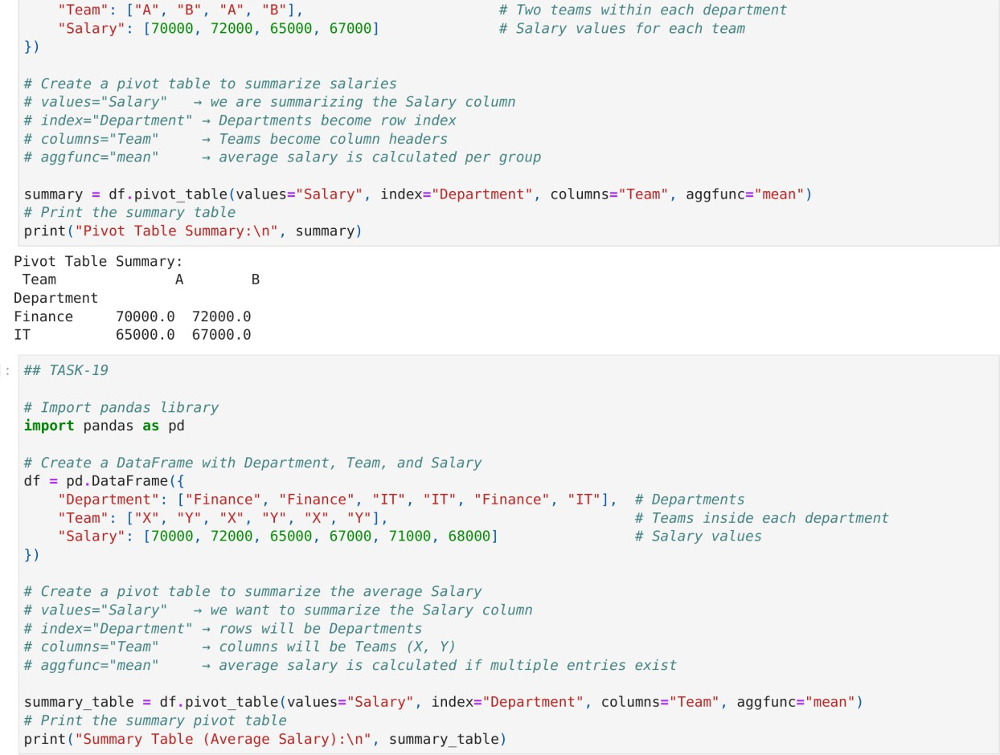 "Team": ["A", "B", "A", "B"],                       # Two teams within each department
    "Salary": [70000, 72000, 65000, 67000]              # Salary values for each team
})

# Create a pivot table to summarize salaries
# values="Salary"   → we are summarizing the Salary column
# index="Department" → Departments become row index
# columns="Team"     → Teams become column headers
# aggfunc="mean"     → average salary is calculated per group

summary = df.pivot_table(values="Salary", index="Department", columns="Team", aggfunc="mean")
# Print the summary table
print("Pivot Table Summary:\n", summary)
Pivot Table Summary:
 Team              A        B
Department
Finance     70000.0  72000.0
IT          65000.0  67000.0
]:
## TASK-19

# Import pandas library
import pandas as pd

# Create a DataFrame with Department, Team, and Salary
df = pd.DataFrame({
    "Department": ["Finance", "Finance", "IT", "IT", "Finance", "IT"],  # Departments
    "Team": ["X", "Y", "X", "Y", "X", "Y"],                             # Teams inside each department
    "Salary": [70000, 72000, 65000, 67000, 71000, 68000]                # Salary values
})

# Create a pivot table to summarize the average Salary
# values="Salary"   → we want to summarize the Salary column
# index="Department" → rows will be Departments
# columns="Team"     → columns will be Teams (X, Y)
# aggfunc="mean"     → average salary is calculated if multiple entries exist

summary_table = df.pivot_table(values="Salary", index="Department", columns="Team", aggfunc="mean")
# Print the summary pivot table
print("Summary Table (Average Salary):\n", summary_table)